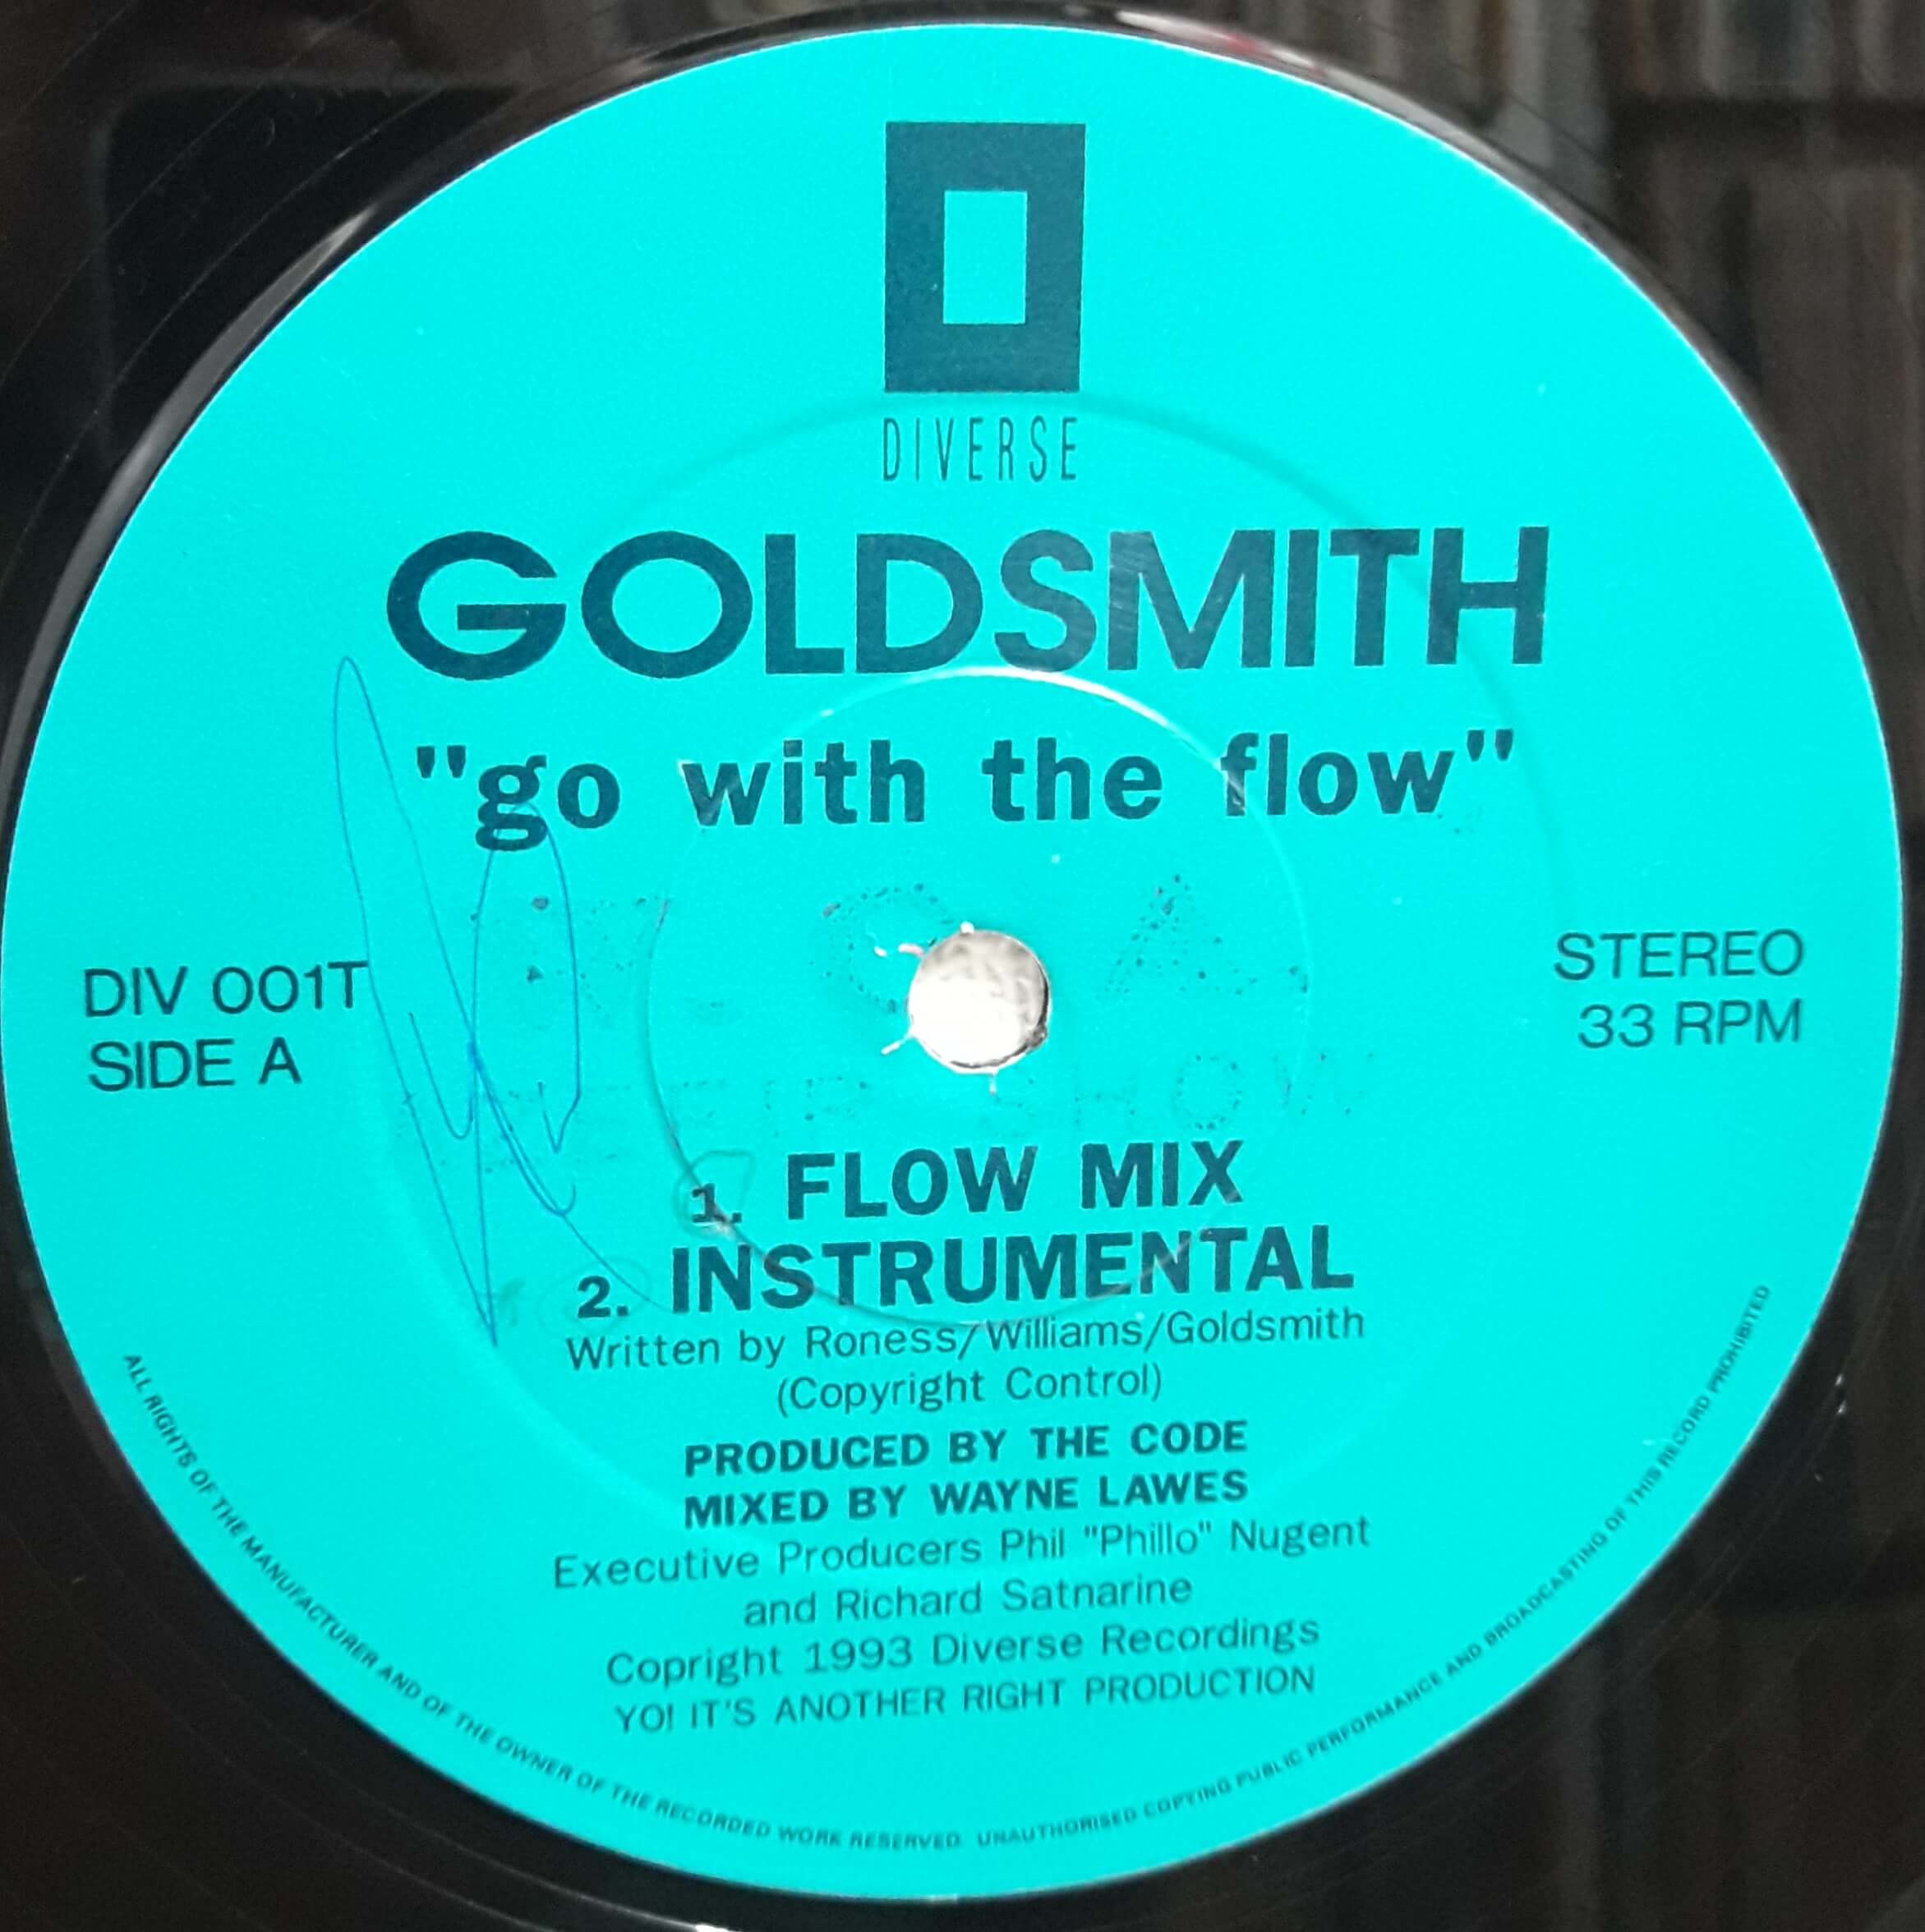 DIVERSE
GOLDSMITH
"go with the flow"
DIV 001T
SIDE A
STEREO
33 RPM
SHOW
1. FLOW MIX
2. INSTRUMENTAL
Written by Roness/Williams/Goldsmith
(Copyright Control)
PRODUCED BY THE CODE
MIXED BY WAYNE LAWES
Executive Producers Phil "Phillo" Nugent
and Richard Satnarine
Copright 1993 Diverse Recordings
YO! IT'S ANOTHER RIGHT PRODUCTION
ALL RIGHTS OF THE MANUFACTURER AND OF THE OWNER OF THE RECORDED WORK RESERVED. UNAUTHORISED COPYING PUBLIC PERFORMANCE AND BROADCASTING OF THIS RECORD PROHIBITED